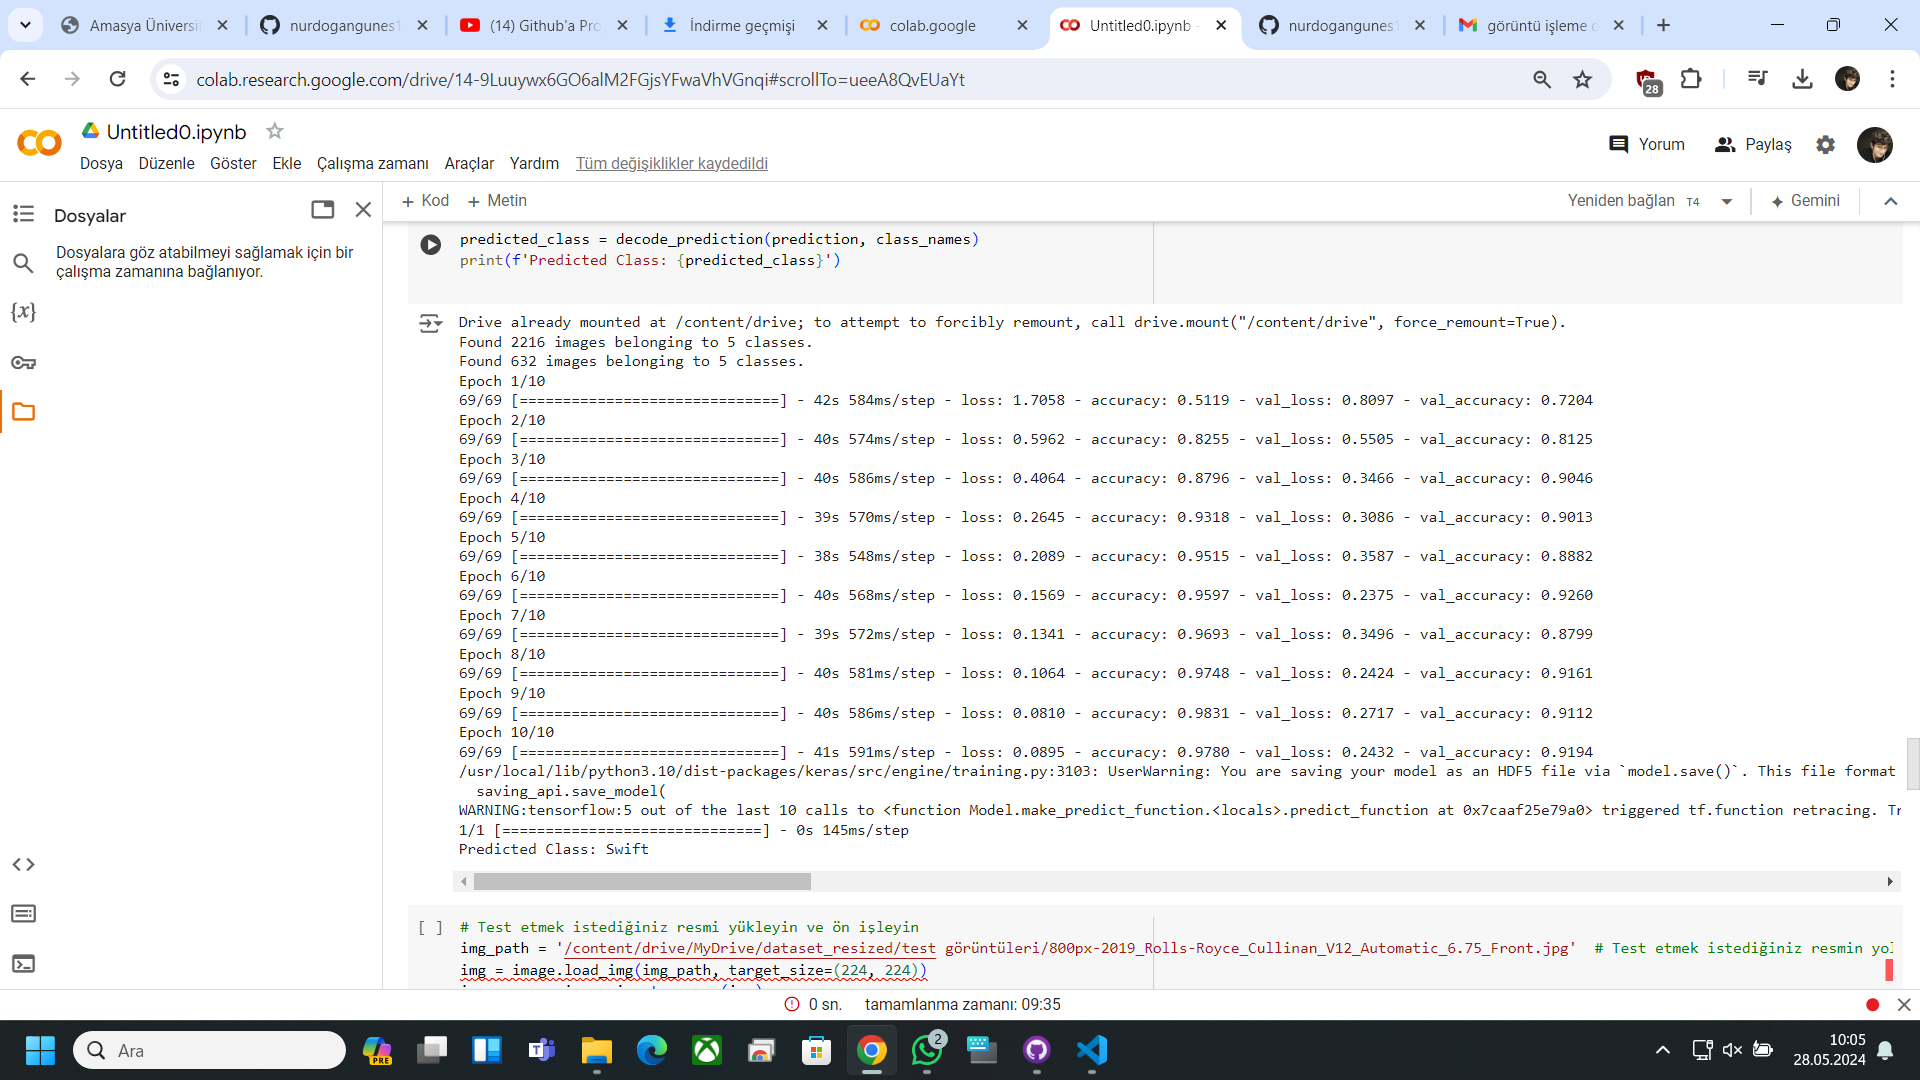 Amasya Üniversit
nurdogangunes1
(14) Github'a Pro
İndirme geçmişi
colab.google
Untitled0.ipynb -
nurdogangunes1
görüntü işleme o
colab.research.google.com/drive/14-9Luuywx6GO6alM2FGjsYFwaVhVGnqi#scrollTo=ueeA8QvEUaYt
28
Untitled0.ipynb
Dosya Düzenle Göster Ekle Çalışma zamanı Araçlar Yardım Tüm değişiklikler kaydedildi
Yorum Paylaş
Dosyalar
Dosyalara göz atabilmeyi sağlamak için bir
çalışma zamanına bağlanıyor.
+ Kod + Metin
Yeniden bağlan T4
Gemini
{x}
predicted_class = decode_prediction(prediction, class_names)
print(f'Predicted Class: {predicted_class}')
Drive already mounted at /content/drive; to attempt to forcibly remount, call drive.mount("/content/drive", force_remount=True).
Found 2216 images belonging to 5 classes.
Found 632 images belonging to 5 classes.
Epoch 1/10
69/69 [==============================] - 42s 584ms/step - loss: 1.7058 - accuracy: 0.5119 - val_loss: 0.8097 - val_accuracy: 0.7204
Epoch 2/10
69/69 [==============================] - 40s 574ms/step - loss: 0.5962 - accuracy: 0.8255 - val_loss: 0.5505 - val_accuracy: 0.8125
Epoch 3/10
69/69 [==============================] - 40s 586ms/step - loss: 0.4064 - accuracy: 0.8796 - val_loss: 0.3466 - val_accuracy: 0.9046
Epoch 4/10
69/69 [==============================] - 39s 570ms/step - loss: 0.2645 - accuracy: 0.9318 - val_loss: 0.3086 - val_accuracy: 0.9013
Epoch 5/10
69/69 [==============================] - 38s 548ms/step - loss: 0.2089 - accuracy: 0.9515 - val_loss: 0.3587 - val_accuracy: 0.8882
Epoch 6/10
69/69 [==============================] - 40s 568ms/step - loss: 0.1569 - accuracy: 0.9597 - val_loss: 0.2375 - val_accuracy: 0.9260
Epoch 7/10
69/69 [==============================] - 39s 572ms/step - loss: 0.1341 - accuracy: 0.9693 - val_loss: 0.3496 - val_accuracy: 0.8799
Epoch 8/10
69/69 [==============================] - 40s 581ms/step - loss: 0.1064 - accuracy: 0.9748 - val_loss: 0.2424 - val_accuracy: 0.9161
Epoch 9/10
69/69 [==============================] - 40s 586ms/step - loss: 0.0810 - accuracy: 0.9831 - val_loss: 0.2717 - val_accuracy: 0.9112
Epoch 10/10
69/69 [==============================] - 41s 591ms/step - loss: 0.0895 - accuracy: 0.9780 - val_loss: 0.2432 - val_accuracy: 0.9194
/usr/local/lib/python3.10/dist-packages/keras/src/engine/training.py:3103: UserWarning: You are saving your model as an HDF5 file via `model.save()`. This file format
saving_api.save_model(
WARNING:tensorflow:5 out of the last 10 calls to <function Model.make_predict_function.<locals>.predict_function at 0x7caaf25e79a0> triggered tf.function retracing. Tr
1/1 [==============================] - 0s 145ms/step
Predicted Class: Swift
[ ] # Test etmek istediğiniz resmi yükleyin ve ön işleyin
img_path = '/content/drive/MyDrive/dataset_resized/test görüntüleri/800px-2019_Rolls-Royce_Cullinan_V12_Automatic_6.75_Front.jpg' # Test etmek istediğiniz resmin yol
img = image.load_img(img_path, target_size=(224, 224))
0 sn. tamamlanma zamanı: 09:35
Ara
PRE
2
10:05
28.05.2024